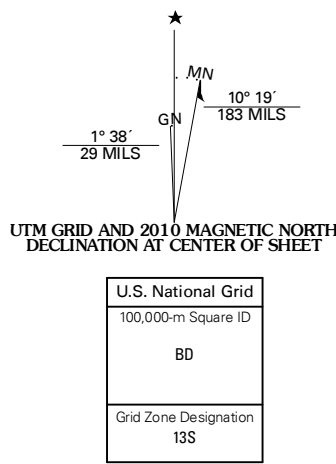 MN
GN
10° 19´
183 MILS
1° 38´
29 MILS
UTM GRID AND 2010 MAGNETIC NORTH
DECLINATION AT CENTER OF SHEET
U.S. National Grid
100,000-m Square ID
BD
Grid Zone Designation
13S